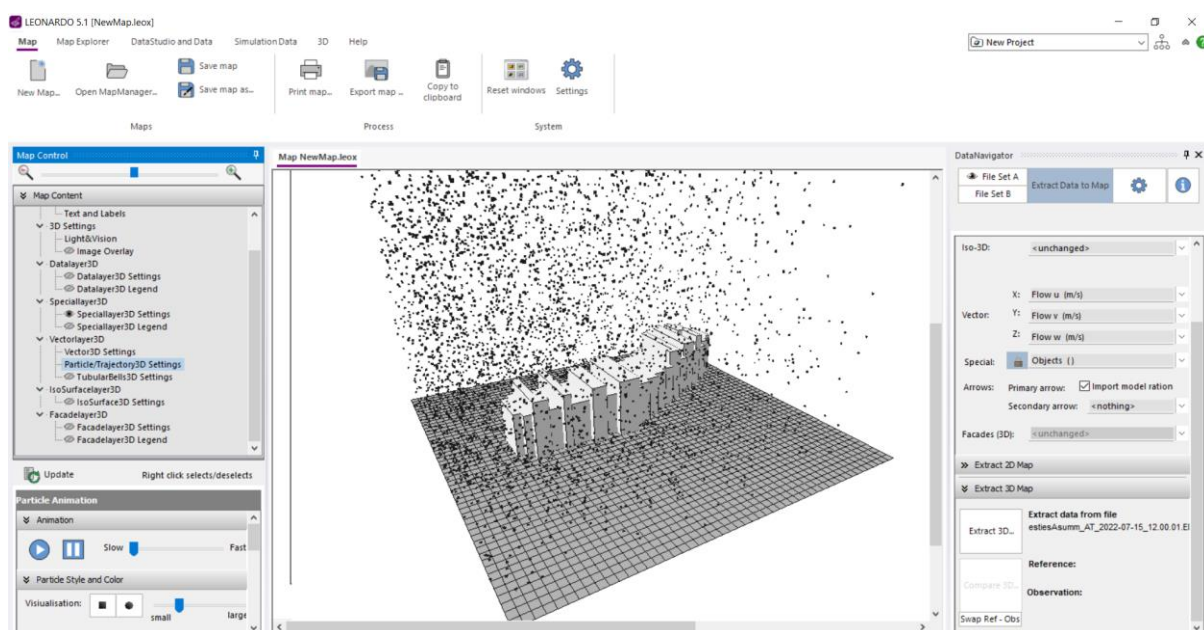 LEONARDO 5.1 [NewMap.leox]
Map Map Explorer DataStudio and Data Simulation Data 3D Help
New Project
New Map... Open MapManager... Save map Save map as... Print map... Export map ... Copy to clipboard Reset windows Settings
Maps Process System
Map Control
Map Content
Text and Labels
3D Settings
Light&Vision
Image Overlay
Datalayer3D
Datalayer3D Settings
Datalayer3D Legend
Speciallayer3D
Speciallayer3D Settings
Speciallayer3D Legend
Vectorlayer3D
Vector3D Settings
Particle/Trajectory3D Settings
TubularBells3D Settings
IsoSurfacelayer3D
IsoSurface3D Settings
Facadelayer3D
Facadelayer3D Settings
Facadelayer3D Legend
Update Right click selects/deselects
Particle Animation
Animation
Slow Fast
Particle Style and Color
Visiualisation: small large
Map NewMap.leox
DataNavigator
File Set A
File Set B
Extract Data to Map
Iso-3D: <unchanged>
X: Flow u (m/s)
Vector: Y: Flow v (m/s)
Z: Flow w (m/s)
Special: Objects ()
Arrows: Primary arrow: Import model ration
Secondary arrow: <nothing>
Facades (3D): <unchanged>
Extract 2D Map
Extract 3D Map
Extract 3D... Extract data from file
estiesAsumm_AT_2022-07-15_12.00.01.EI
Reference:
Compare 3D...
Observation:
Swap Ref - Obs